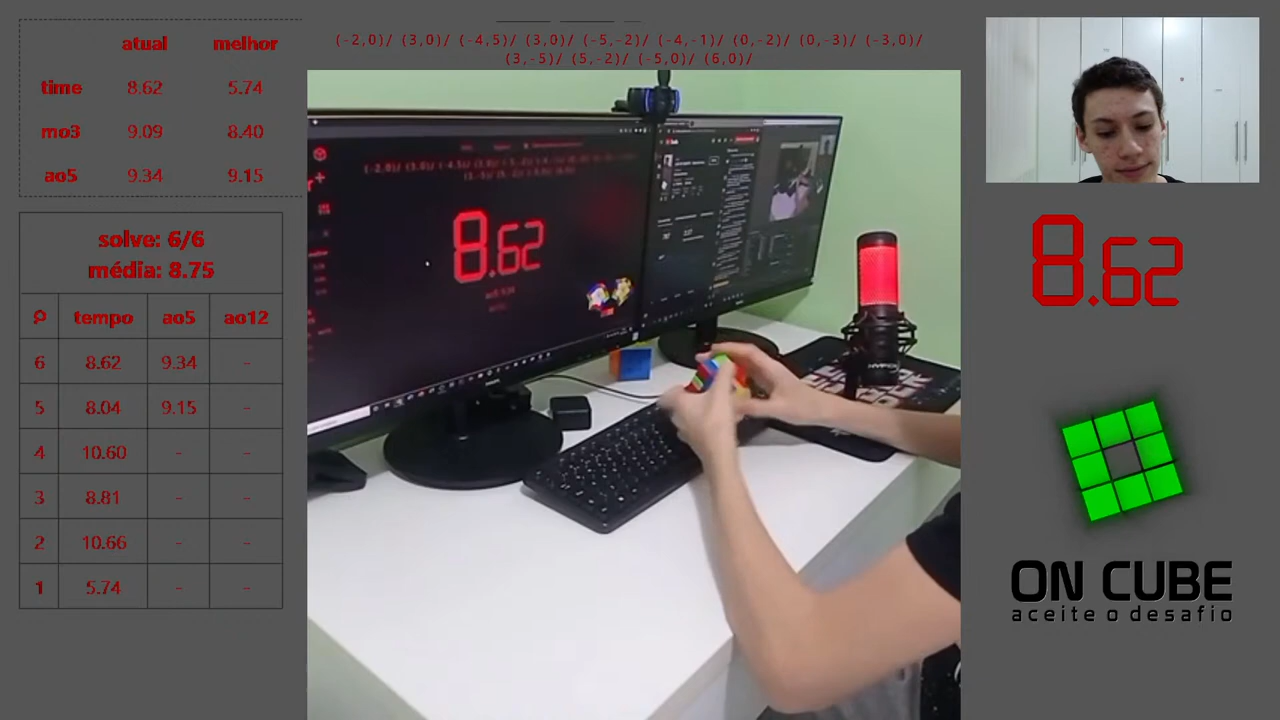 atual melhor
time 8.62 5.74
mo3 9.09 8.40
ao5 9.34 9.15
solve: 6/6
média: 8.75
tempo ao5 ao12
6 8.62 9.34 -
5 8.04 9.15 -
4 10.60 - -
3 8.81 - -
2 10.66 - -
1 5.74 - -
(-2,0)/ (3,0)/ (-4,5)/ (3,0)/ (-5,-2)/ (-4,-1)/ (0,-2)/ (0,-3)/ (-3,0)/
(3,-5)/ (5,-2)/ (-5,0)/ (6,0)/
8.62
8.62
ON CUBE
aceite o desafio